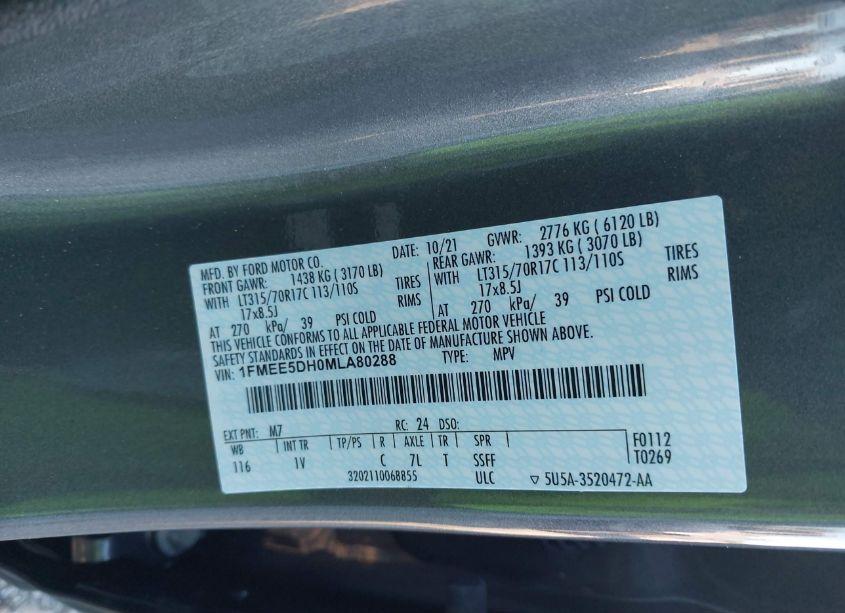 MFD. BY FORD MOTOR CO. DATE: 10/21 GVWR: 2776 KG ( 6120 LB)
FRONT GAWR: 1438 KG ( 3170 LB) REAR GAWR: 1393 KG ( 3070 LB)
WITH LT315/70R17C 113/110S TIRES WITH LT315/70R17C 113/110S TIRES
17x8.5J RIMS 17x8.5J RIMS
AT 270 kPa/ 39 PSI COLD AT 270 kPa/ 39 PSI COLD
THIS VEHICLE CONFORMS TO ALL APPLICABLE FEDERAL MOTOR VEHICLE
SAFETY STANDARDS IN EFFECT ON THE DATE OF MANUFACTURE SHOWN ABOVE.
VIN: 1FMEE5DH0MLA80288 TYPE: MPV
EXT PNT: M7 RC: 24 DSO: F0112
WB INT TR TP/PS R AXLE TR SPR T0269
116 1V C 7L T SSFF
3202110068855 ULC ▽ 5U5A-3520472-AA